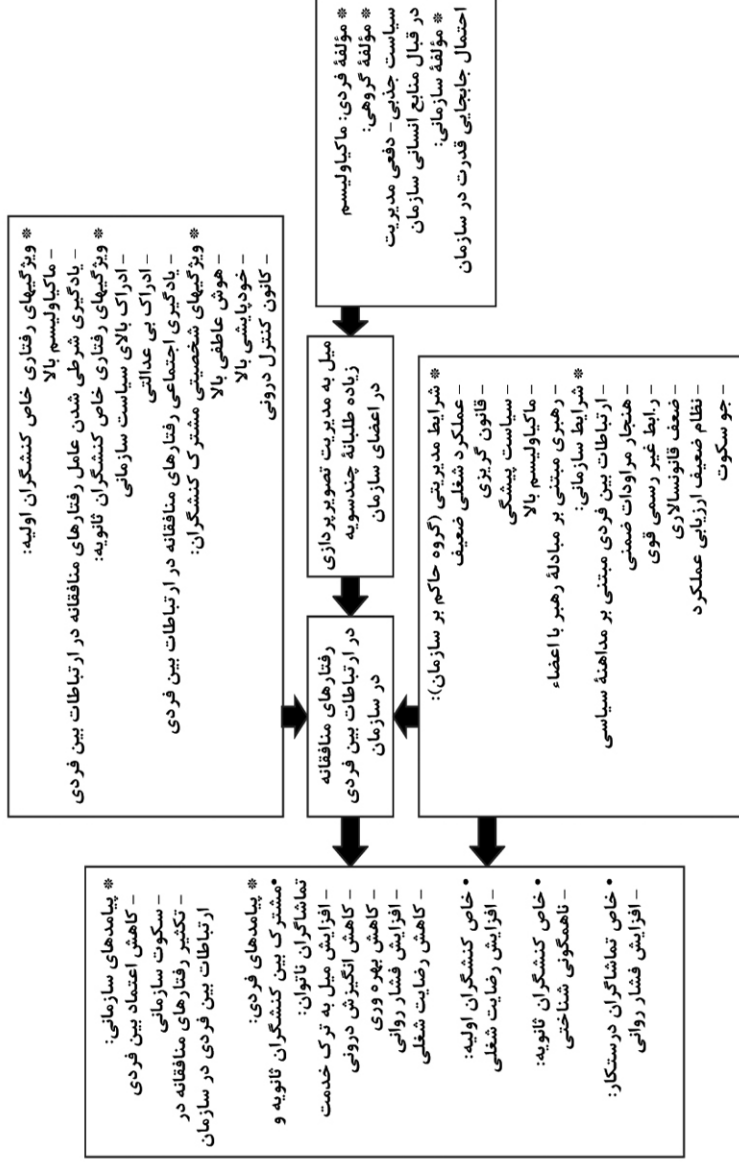 * مؤلفهٔ فردی: ماکیاولیسم
* مؤلفهٔ گروهی:
سیاست جذبی – دفعی مدیریت
در قبال منابع انسانی سازمان
* مؤلفهٔ سازمانی:
احتمال جابجایی قدرت در سازمان
میل به مدیریت تصویرپردازی
زیاده طلبانهٔ چندسویه
در اعضای سازمان
* ویژگیهای رفتاری خاص کنشگران اولیه:
– ماکیاولیسم بالا
– یادگیری شرطی شدن عامل رفتارهای منافقانه در ارتباطات بین فردی
* ویژگیهای رفتاری خاص کنشگران ثانویه:
– ادراک بالای سیاست سازمانی
– ادراک بی عدالتی
– یادگیری اجتماعی رفتارهای منافقانه در ارتباطات بین فردی
* ویژگیهای شخصیتی مشترک کنشگران:
– هوش عاطفی بالا
– خودپایشی بالا
– کانون کنترل درونی
رفتارهای منافقانه
در ارتباطات بین فردی
در سازمان
* شرایط مدیریتی (گروه حاکم بر سازمان):
– عملکرد شغلی ضعیف
– قانون گریزی
– سیاست پیشگی
– ماکیاولیسم بالا
– رهبری مبتنی بر مبادلهٔ رهبر با اعضاء
* شرایط سازمانی:
– ارتباطات بین فردی مبتنی بر مداهنهٔ سیاسی
– هنجار مراودات ضمنی
– رابط غیر رسمی قوی
– ضعف قانونسالاری
– نظام ضعیف ارزیابی عملکرد
– جو سکوت
* پیامدهای سازمانی:
– کاهش اعتماد بین فردی
– سکوت سازمانی
– تکثیر رفتارهای منافقانه در
ارتباطات بین فردی در سازمان
* پیامدهای فردی:
• مشترک بین کنشگران ثانویه و
تماشاگران ناتوان:
– افزایش میل به ترک خدمت
– کاهش انگیزش درونی
– کاهش بهره وری
– افزایش فشار روانی
– کاهش رضایت شغلی
• خاص کنشگران اولیه:
– افزایش رضایت شغلی
• خاص کنشگران ثانویه:
– ناهمگونی شناختی
• خاص تماشاگران درستکار:
– افزایش فشار روانی